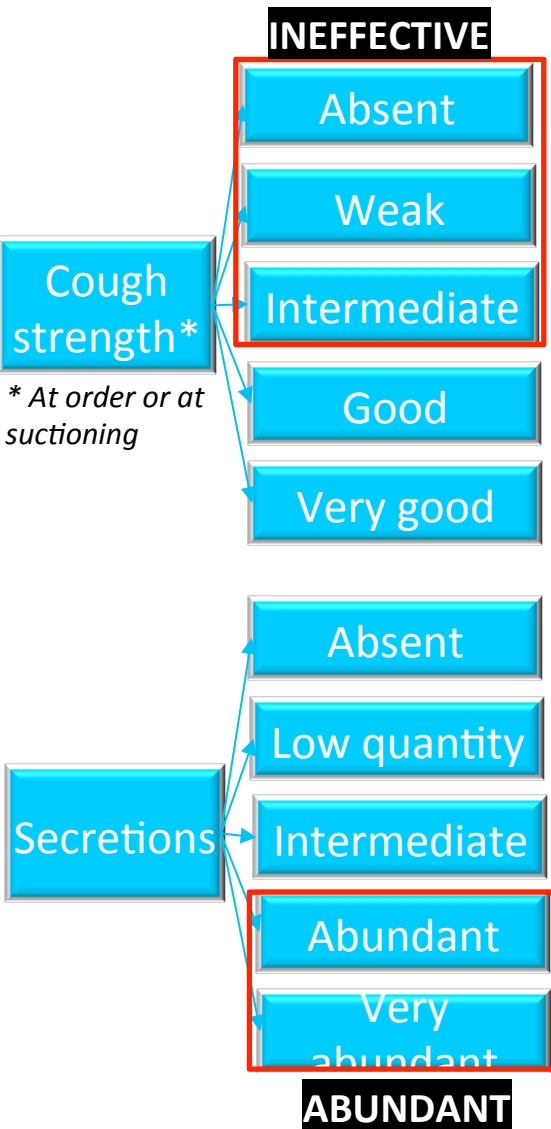 INEFFECTIVE
Absent
Weak
Cough
strength*
Intermediate
* At order or at
suctioning
Good
Very good
Absent
Low quantity
Secretions
Intermediate
Abundant
Very
abundant
ABUNDANT